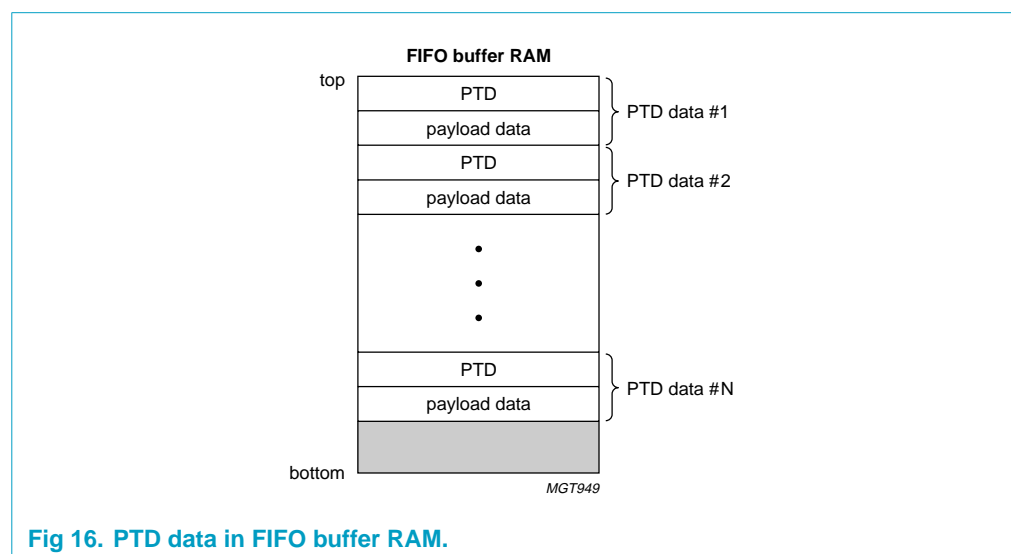 FIFO buffer RAM
top
PTD
payload data
PTD data #1
PTD
payload data
PTD data #2
PTD
payload data
PTD data #N
bottom
MGT949
Fig 16. PTD data in FIFO buffer RAM.